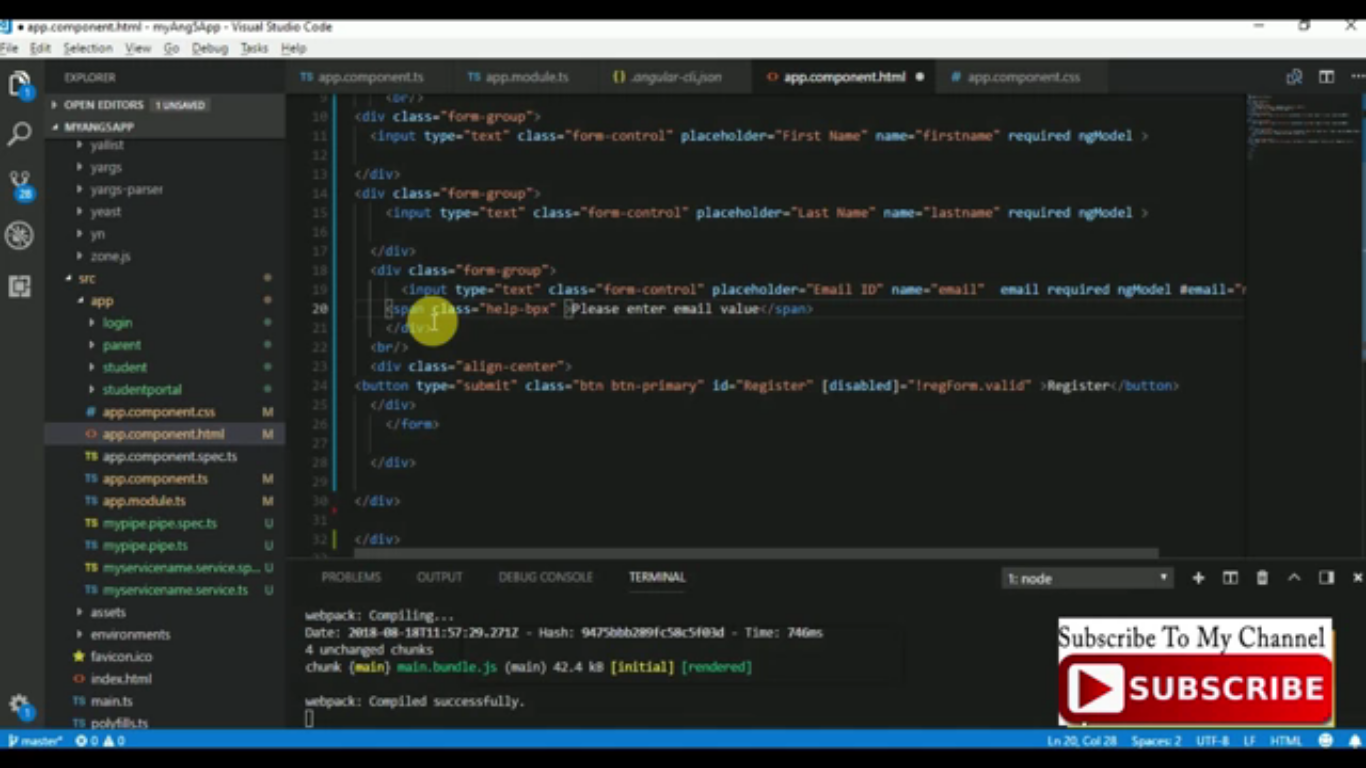 ● app.component.html - myAng5App - Visual Studio Code
File Edit Selection View Go Debug Tasks Help
EXPLORER
TS app.component.ts TS app.module.ts {} .angular-cli.json <> app.component.html ● # app.component.css
OPEN EDITORS 1 UNSAVED
MYANG5APP
yallist
yargs
yargs-parser
yeast
yn
zone.js
src
app
login
parent
student
studentportal
# app.component.css M
<> app.component.html M
TS app.component.spec.ts
TS app.component.ts M
TS app.module.ts M
TS mypipe.pipe.spec.ts U
TS mypipe.pipe.ts U
TS myservicename.service.sp... U
TS myservicename.service.ts U
assets
environments
favicon.ico
<> index.html
TS main.ts
TS polyfills.ts
9 <br/>
10 <div class="form-group">
11 <input type="text" class="form-control" placeholder="First Name" name="firstname" required ngModel >
12
13 </div>
14 <div class="form-group">
15 <input type="text" class="form-control" placeholder="Last Name" name="lastname" required ngModel >
16
17 </div>
18 <div class="form-group">
19 <input type="text" class="form-control" placeholder="Email ID" name="email" email required ngModel #email="n
20 <span class="help-bpx" >Please enter email value</span>
21 </div>
22 <br/>
23 <div class="align-center">
24 <button type="submit" class="btn btn-primary" id="Register" [disabled]="!regForm.valid" >Register</button>
25 </div>
26 </form>
27
28 </div>
29
30 </div>
31
32 </div>
PROBLEMS OUTPUT DEBUG CONSOLE TERMINAL 1: node
webpack: Compiling...
Date: 2018-08-18T11:57:29.271Z - Hash: 9475bbb289fc58c5f03d - Time: 746ms
4 unchanged chunks
chunk {main} main.bundle.js (main) 42.4 kB [initial] [rendered]
webpack: Compiled successfully.
Subscribe To My Channel
SUBSCRIBE
master* 0 0 Ln 20, Col 28 Spaces: 2 UTF-8 LF HTML
1
28
1